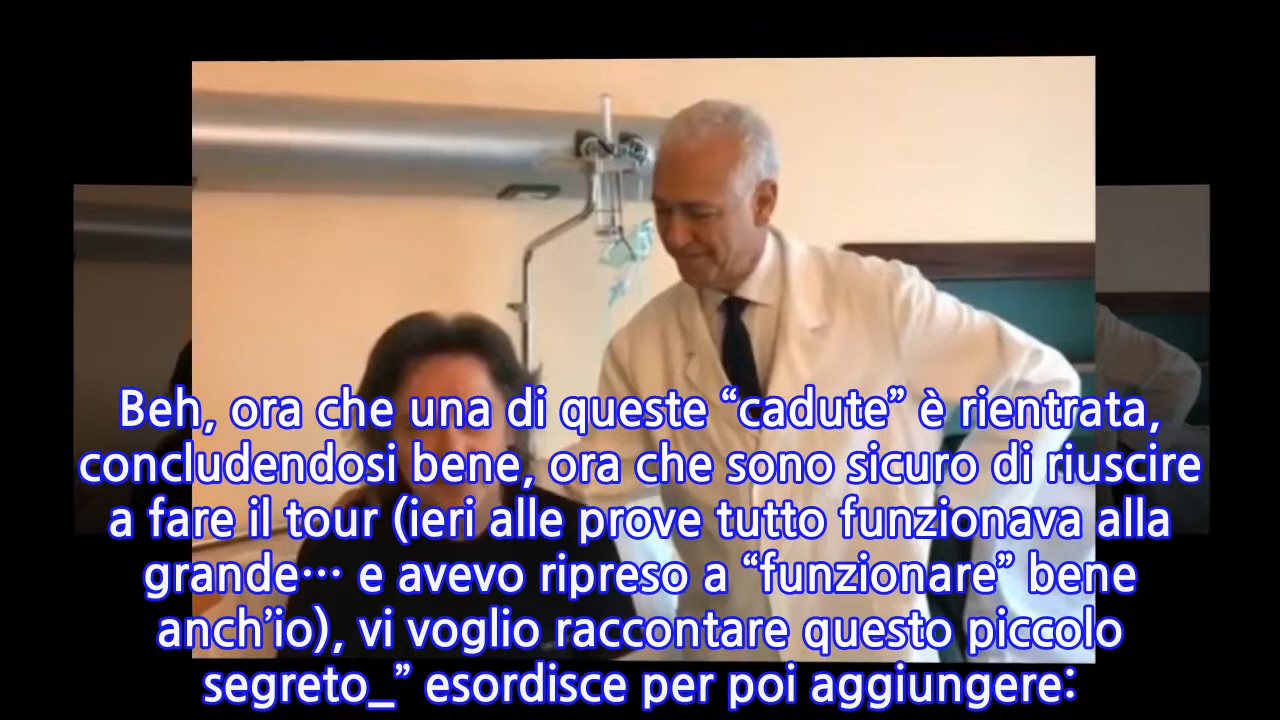 Beh, ora che una di queste “cadute” è rientrata,
concludendosi bene, ora che sono sicuro di riuscire
a fare il tour (ieri alle prove tutto funzionava alla
grande… e avevo ripreso a “funzionare” bene
anch’io), vi voglio raccontare questo piccolo
segreto_” esordisce per poi aggiungere: